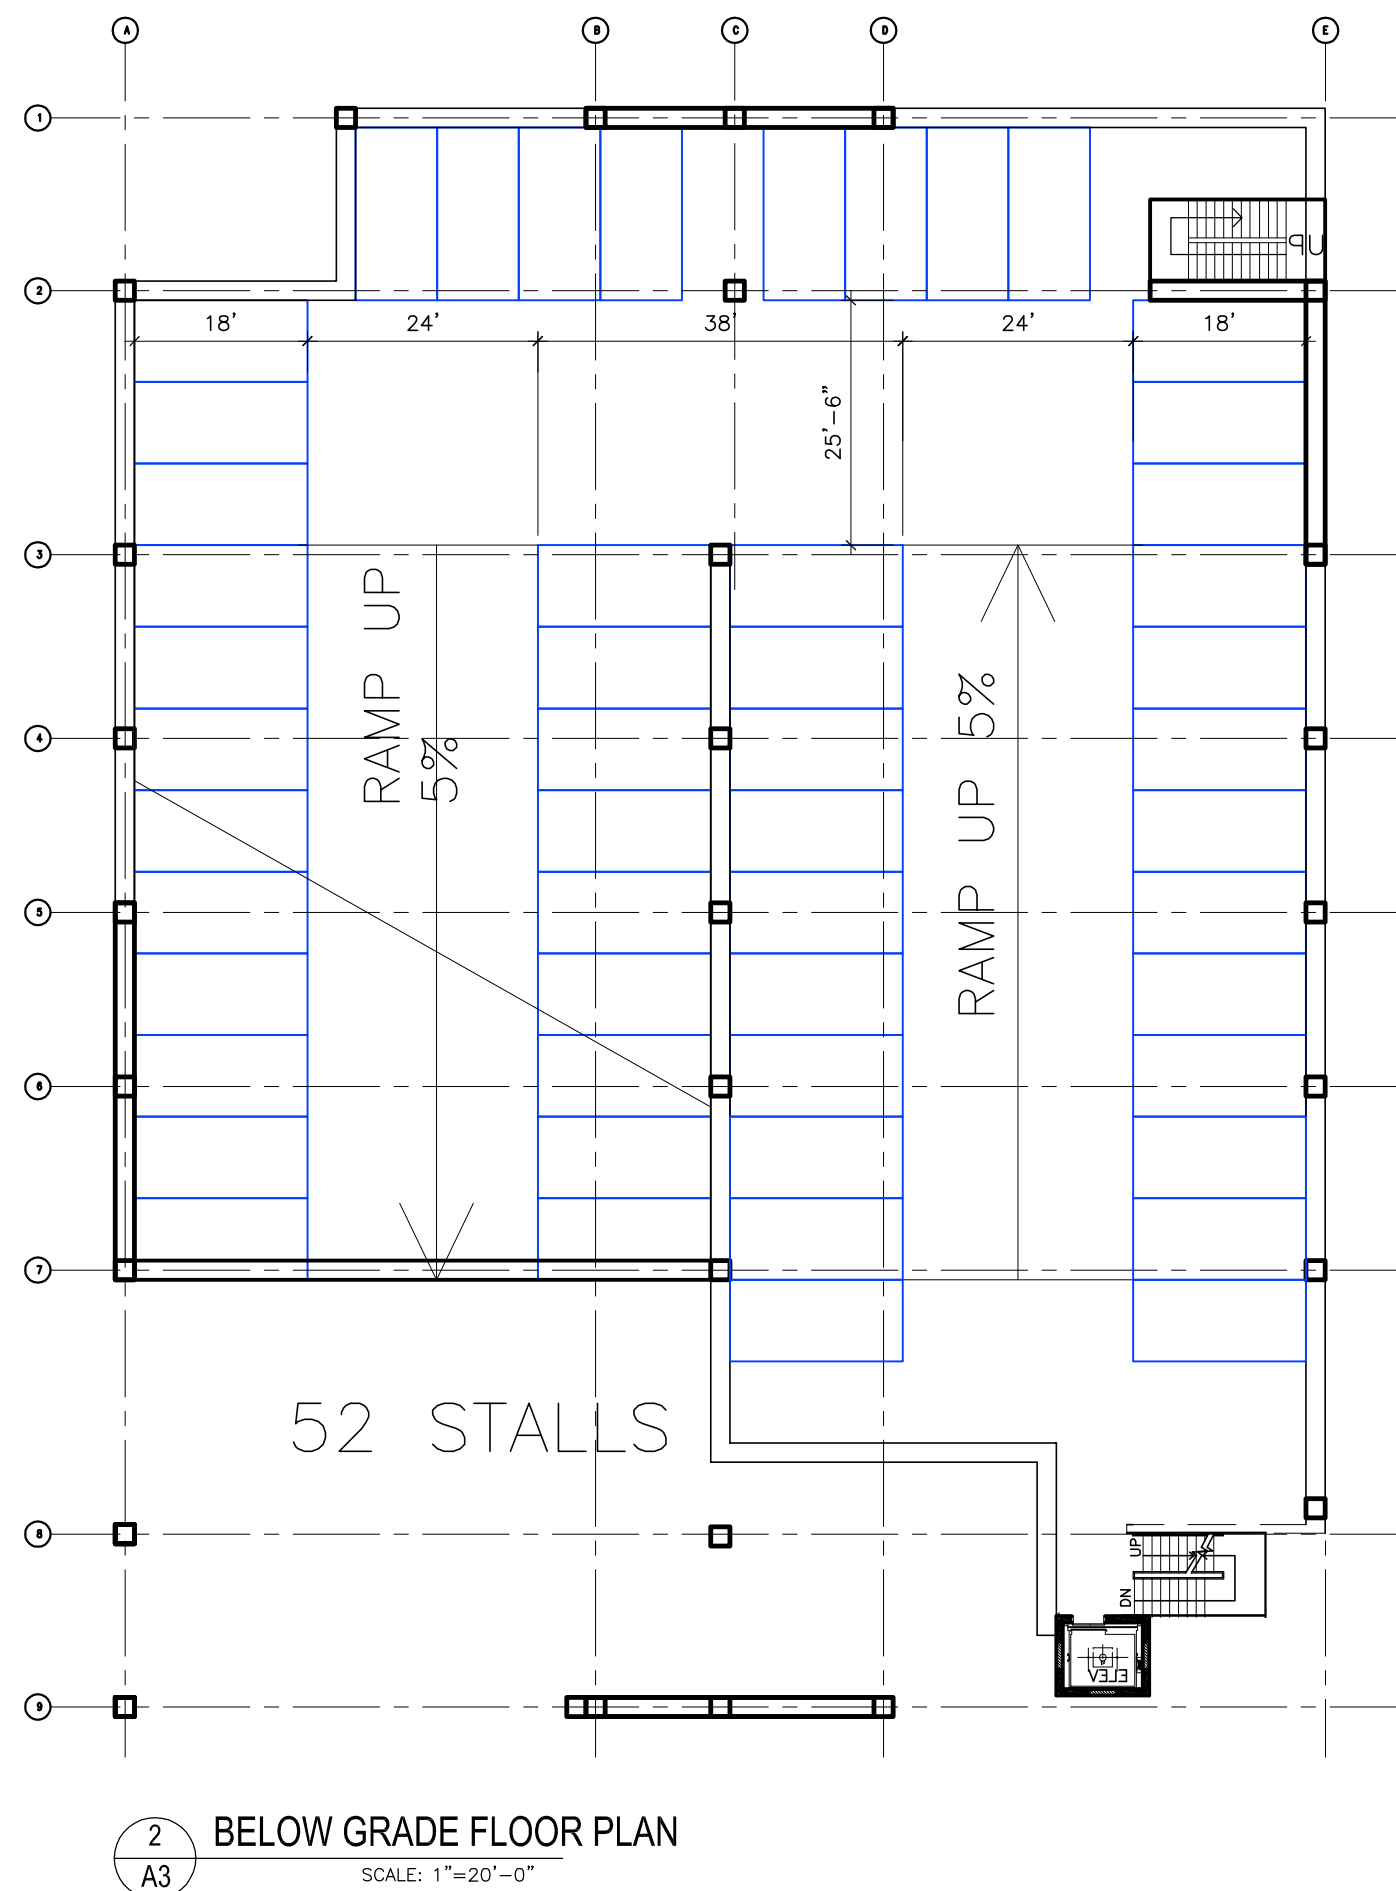 A B C D E
1
UP
2
18' 24' 38' 24' 18'
25'-6"
3
RAMP UP
5%
RAMP UP 5%
4
5
6
7
52 STALLS
8
UP
DN
ELEV
9
2
A3
BELOW GRADE FLOOR PLAN
SCALE: 1"=20'-0"